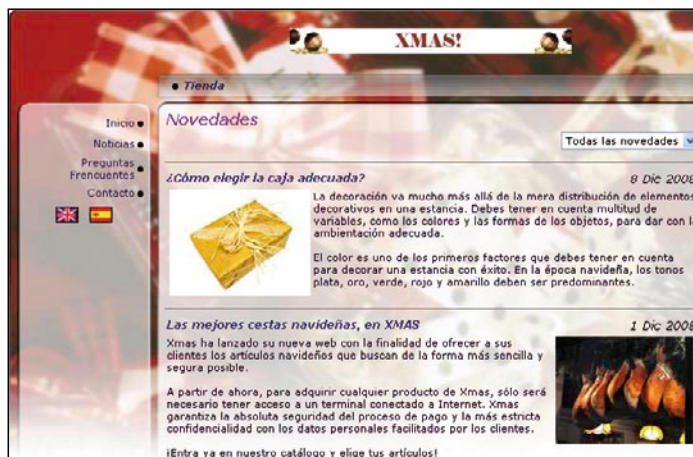 XMAS!
Tienda
Inicio
Noticias
Preguntas
Frencuentes
Contacto
Novedades
Todas las novedades
¿Cómo elegir la caja adecuada? 8 Dic 2008
La decoración va mucho más allá de la mera distribución de elementos
decorativos en una estancia. Debes tener en cuenta multitud de
variables, como los colores y las formas de los objetos, para dar con la
ambientación adecuada.
El color es uno de los primeros factores que debes tener en cuenta
para decorar una estancia con éxito. En la época navideña, los tonos
plata, oro, verde, rojo y amarillo deben ser predominantes.
Las mejores cestas navideñas, en XMAS 1 Dic 2008
Xmas ha lanzado su nueva web con la finalidad de ofrecer a sus
clientes los artículos navideños que buscan de la forma más sencilla y
segura posible.
A partir de ahora, para adquirir cualquier producto de Xmas, sólo será
necesario tener acceso a un terminal conectado a Internet. Xmas
garantiza la absoluta seguridad del proceso de pago y la más estricta
confidencialidad con los datos personales facilitados por los clientes.
¡Entra ya en nuestro catálogo y elige tus artículos!